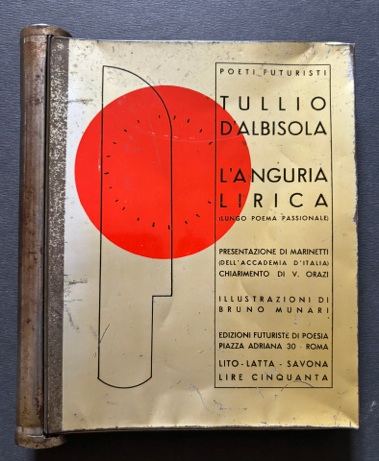 POETI FUTURISTI
TULLIO
D'ALBISOLA
L'ANGURIA
LIRICA
(LUNGO POEMA PASSIONALE)
PRESENTAZIONE DI MARINETTI
(DELL'ACCADEMIA D'ITALIA)
CHIARIMENTO DI V. ORAZI
ILLUSTRAZIONI DI
BRUNO MUNARI
EDIZIONI FUTURISTE DI POESIA
PIAZZA ADRIANA 30 - ROMA
LITO-LATTA - SAVONA
LIRE CINQUANTA